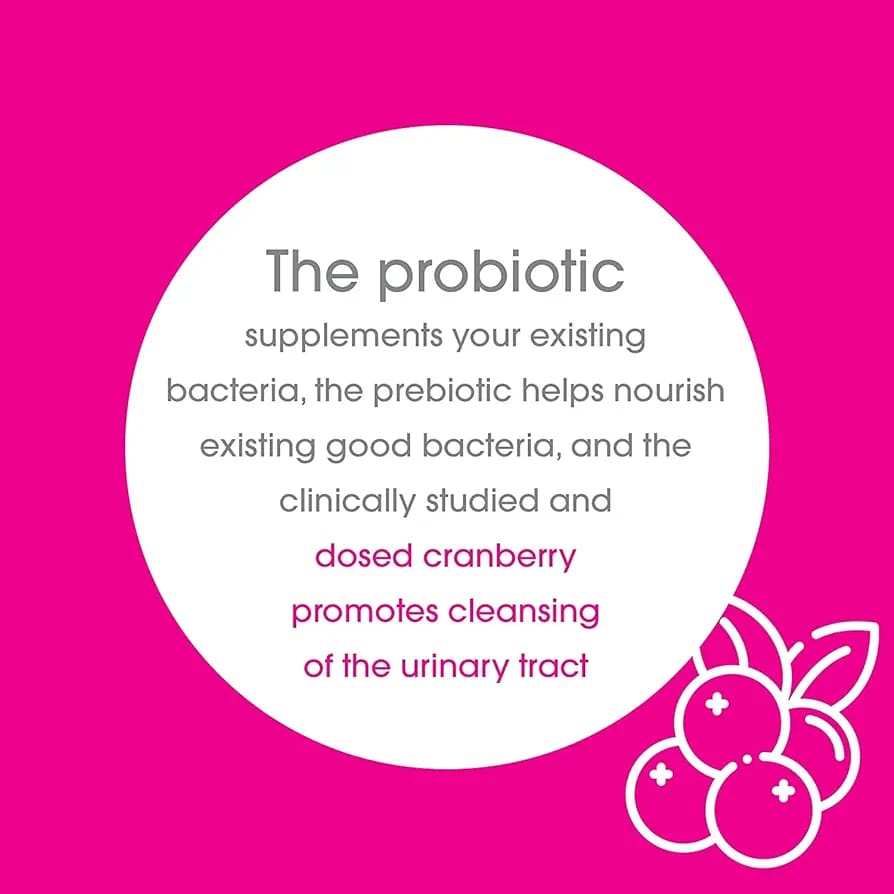 The probiotic
supplements your existing
bacteria, the prebiotic helps nourish
existing good bacteria, and the
clinically studied and
dosed cranberry
promotes cleansing
of the urinary tract